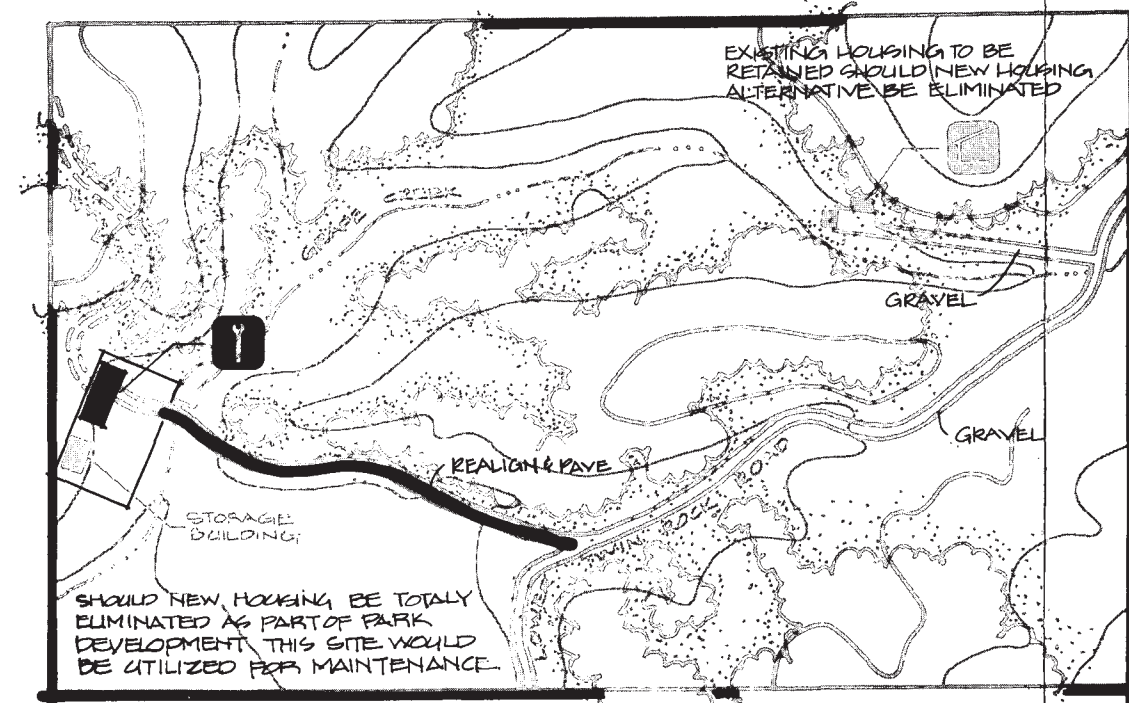 EXISTING HOUSING TO BE
RETAINED SHOULD NEW HOUSING
ALTERNATIVE BE ELIMINATED
CREEK
GRAVEL
GRAVEL
REALIGN & PAVE
STORAGE
BUILDING
TWIN ROCK ROAD
LOWER
SHOULD NEW HOUSING BE TOTALY
ELIMINATED AS PART OF PARK
DEVELOPMENT THIS SITE WOULD
BE UTILIZED FOR MAINTENANCE.